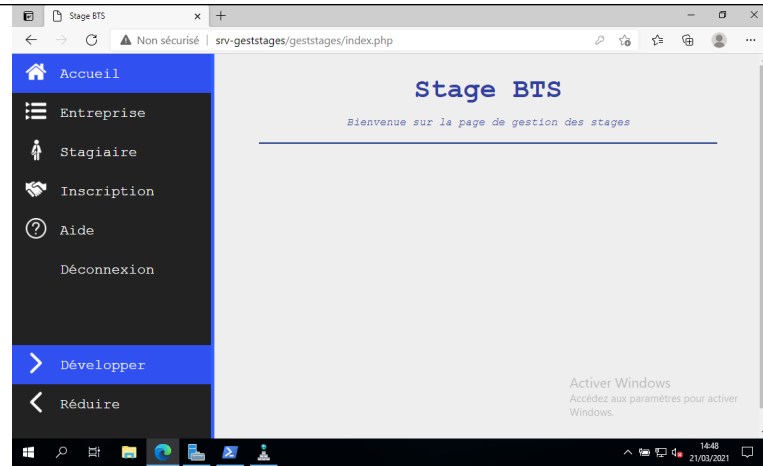 Stage BTS
Non sécurisé | srv-geststages/geststages/index.php
Accueil
Entreprise
Stagiaire
Inscription
Aide
Déconnexion
Développer
Réduire
Stage BTS
Bienvenue sur la page de gestion des stages
Activer Windows
Accédez aux paramètres pour activer
Windows.
14:48
21/03/2021